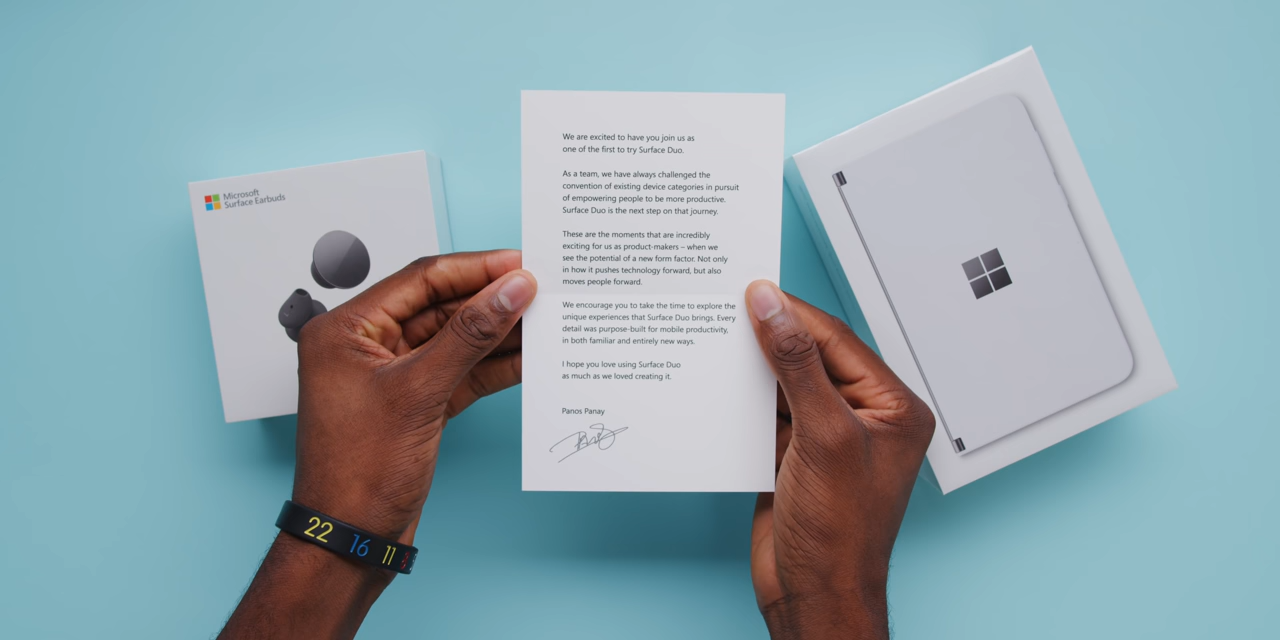 Microsoft
Surface Earbuds
We are excited to have you join us as
one of the first to try Surface Duo.
As a team, we have always challenged the
convention of existing device categories in pursuit
of empowering people to be more productive.
Surface Duo is the next step on that journey.
These are the moments that are incredibly
exciting for us as product-makers – when we
see the potential of a new form factor. Not only
in how it pushes technology forward, but also
moves people forward.
We encourage you to take the time to explore the
unique experiences that Surface Duo brings. Every
detail was purpose-built for mobile productivity,
in both familiar and entirely new ways.
I hope you love using Surface Duo
as much as we loved creating it.
Panos Panay
22 16 11